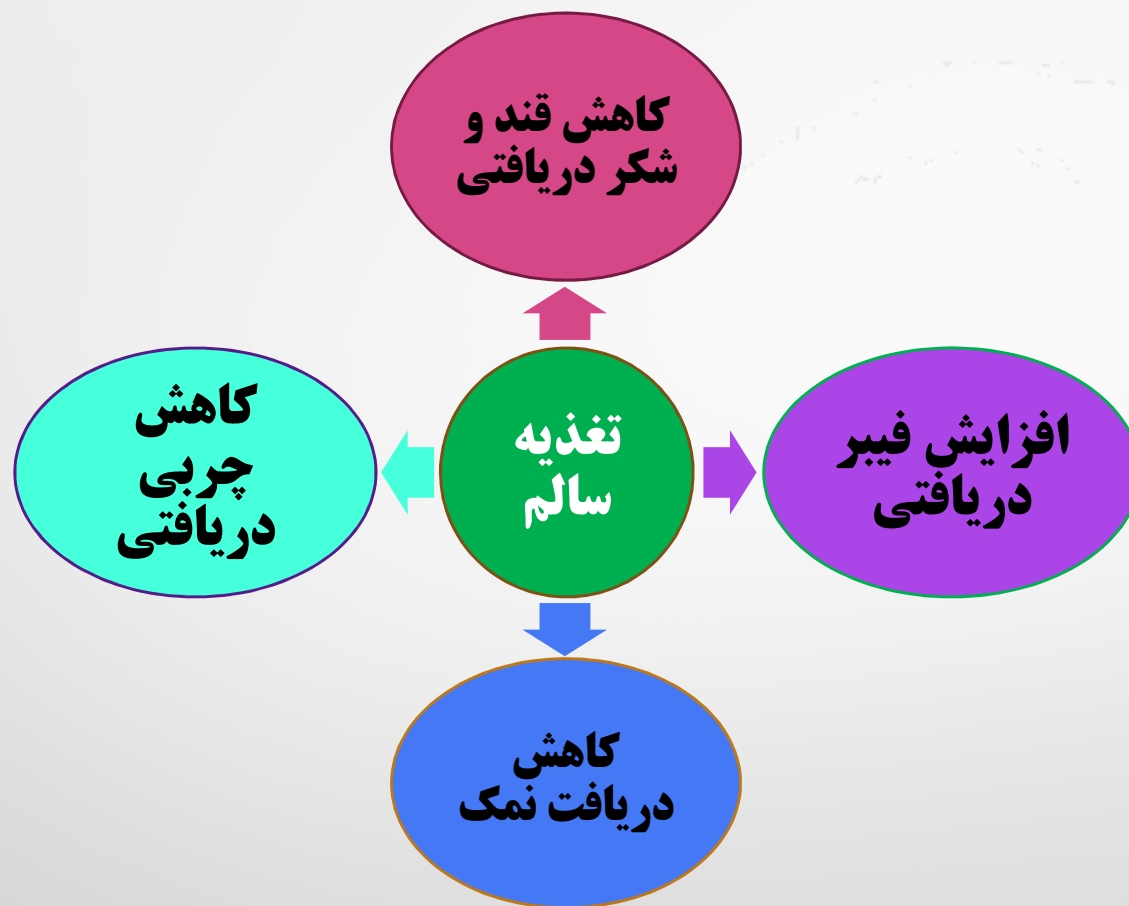 کاهش قند و
شکر دریافتی
افزایش فیبر
دریافتی
تغذیه
سالم
کاهش
چربی
دریافتی
کاهش
دریافت نمک